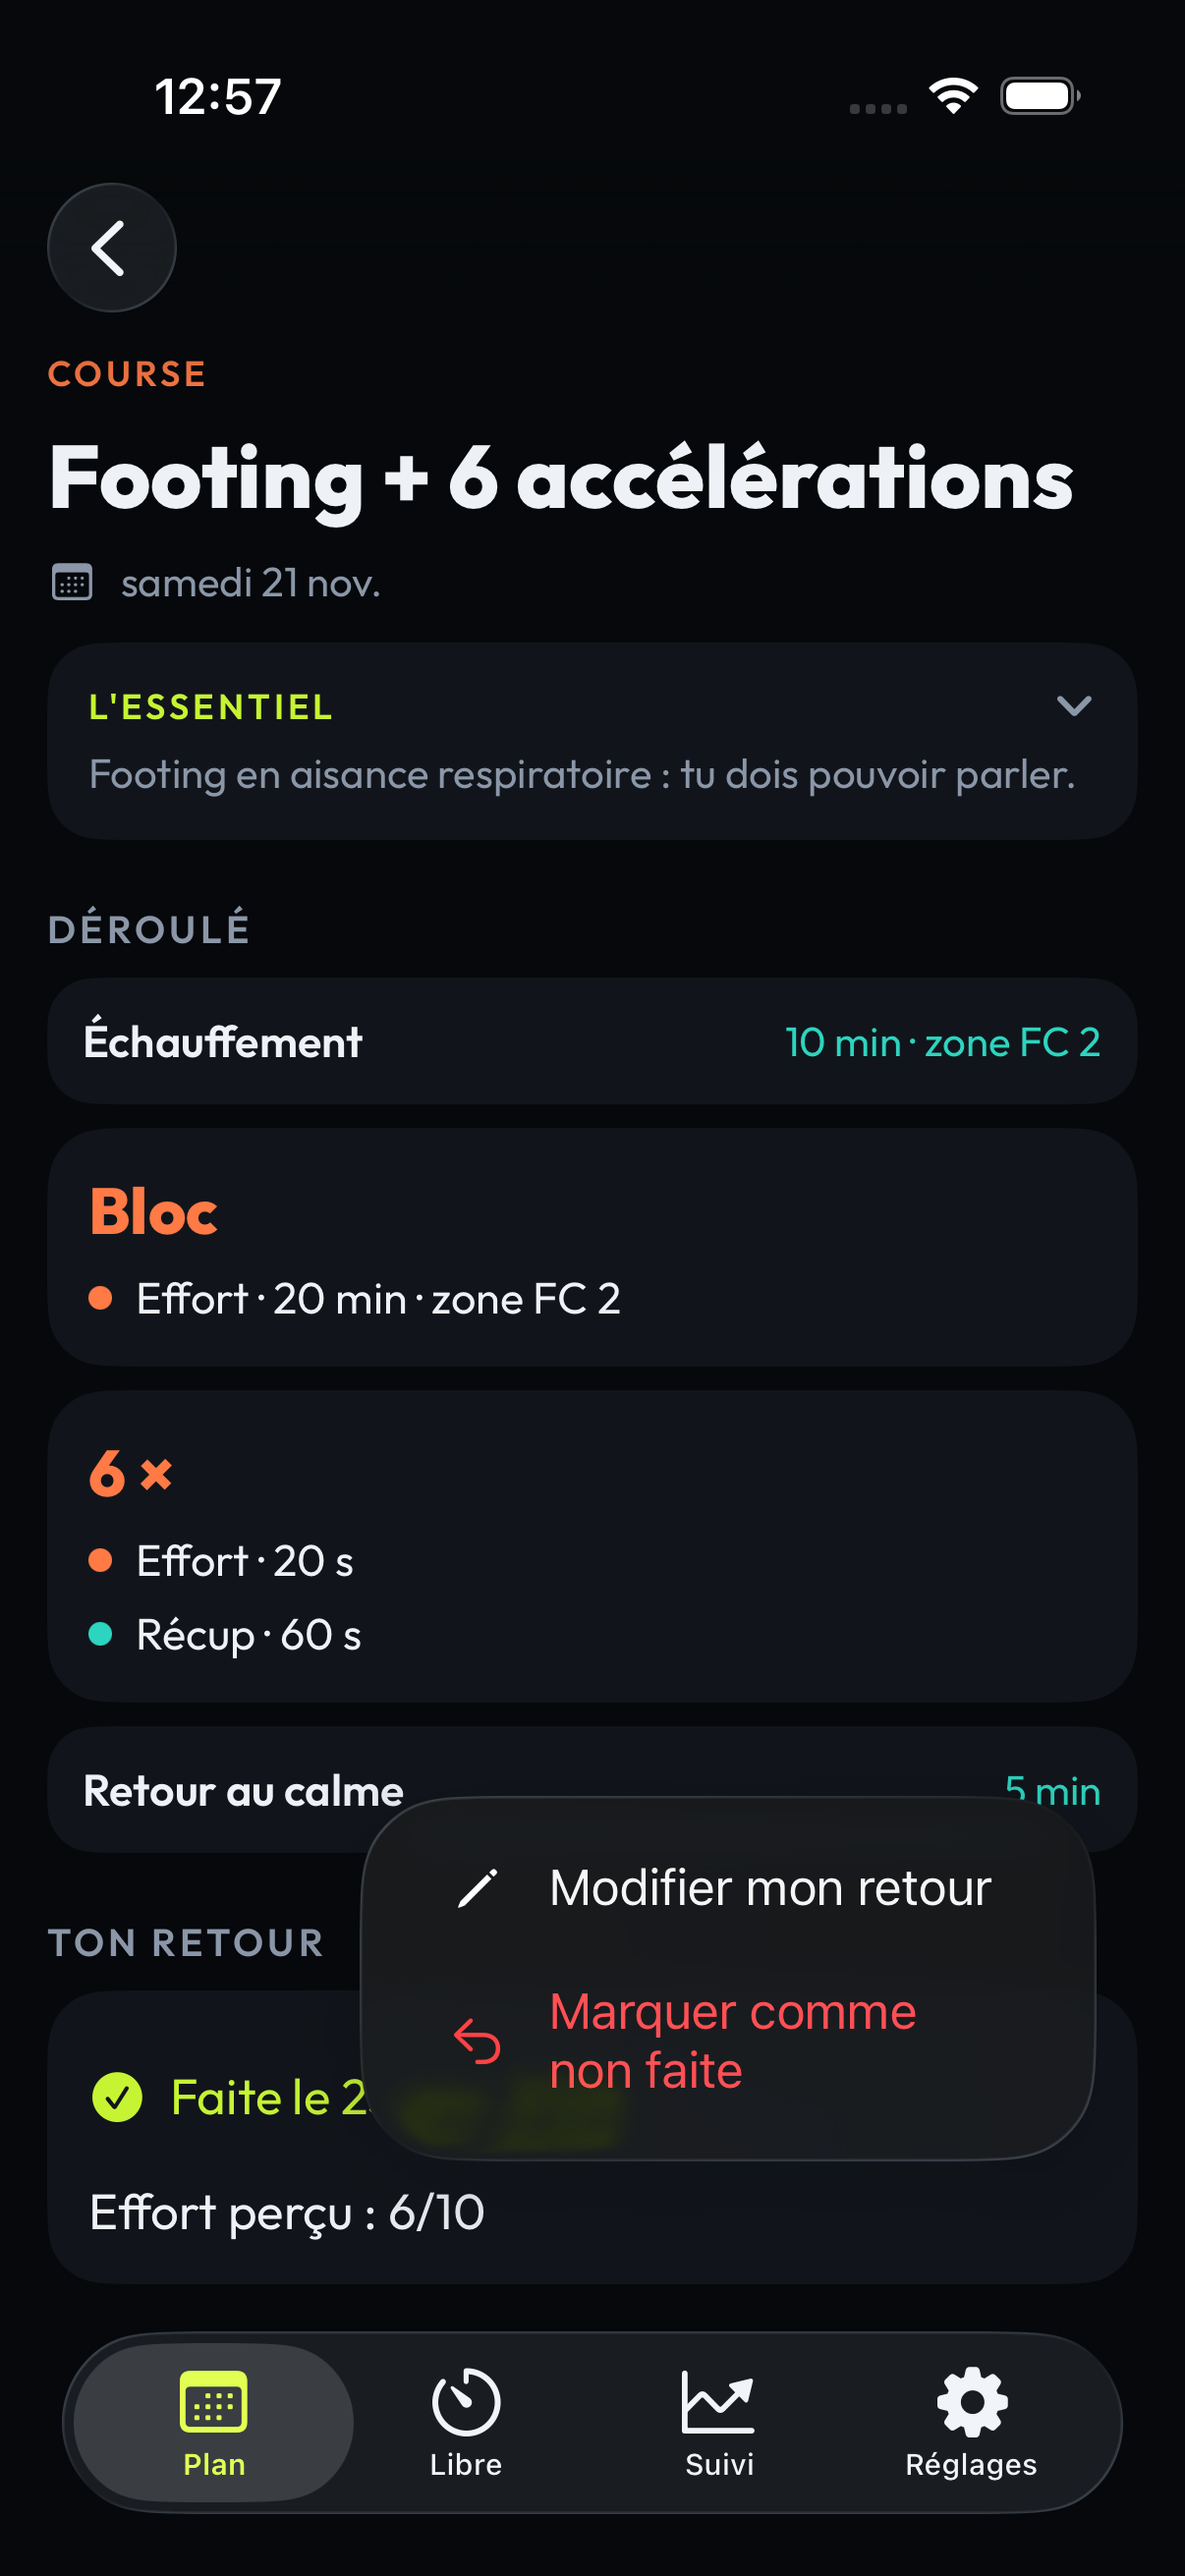 12:57
COURSE
Footing + 6 accélérations
samedi 21 nov.
L'ESSENTIEL
Footing en aisance respiratoire : tu dois pouvoir parler.
DÉROULÉ
Échauffement
10 min · zone FC 2
Bloc
Effort · 20 min · zone FC 2
6 ×
Effort · 20 s
Récup · 60 s
Retour au calme
5 min
Modifier mon retour
Marquer comme
non faite
TON RETOUR
Faite le
Effort perçu : 6/10
Plan
Libre
Suivi
Réglages